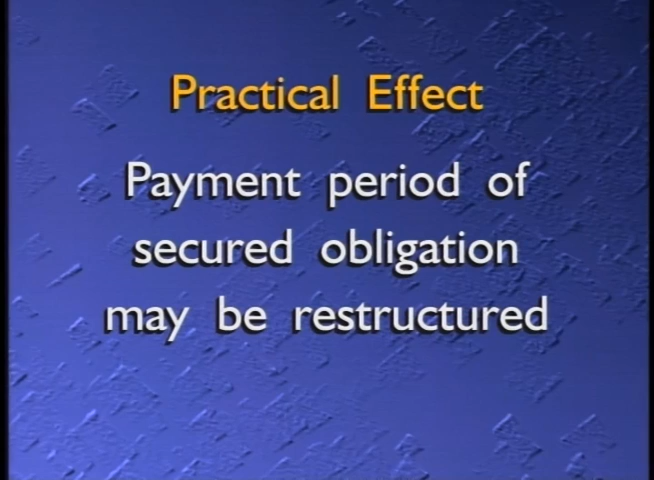 Practical Effect
Payment period of
secured obligation
may be restructured